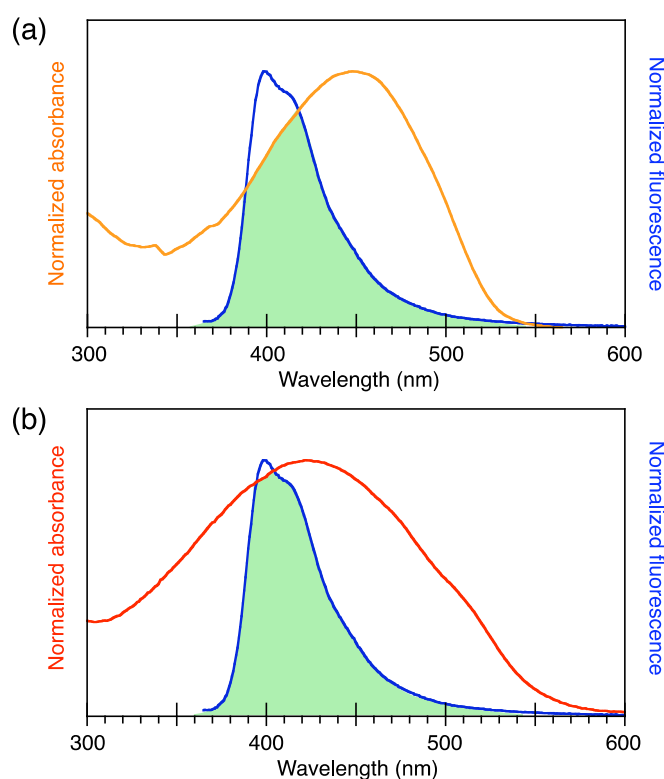 (a)
Normalized absorbance
Normalized fluorescence
300
400
500
600
Wavelength (nm)
(b)
Normalized absorbance
Normalized fluorescence
300
400
500
600
Wavelength (nm)